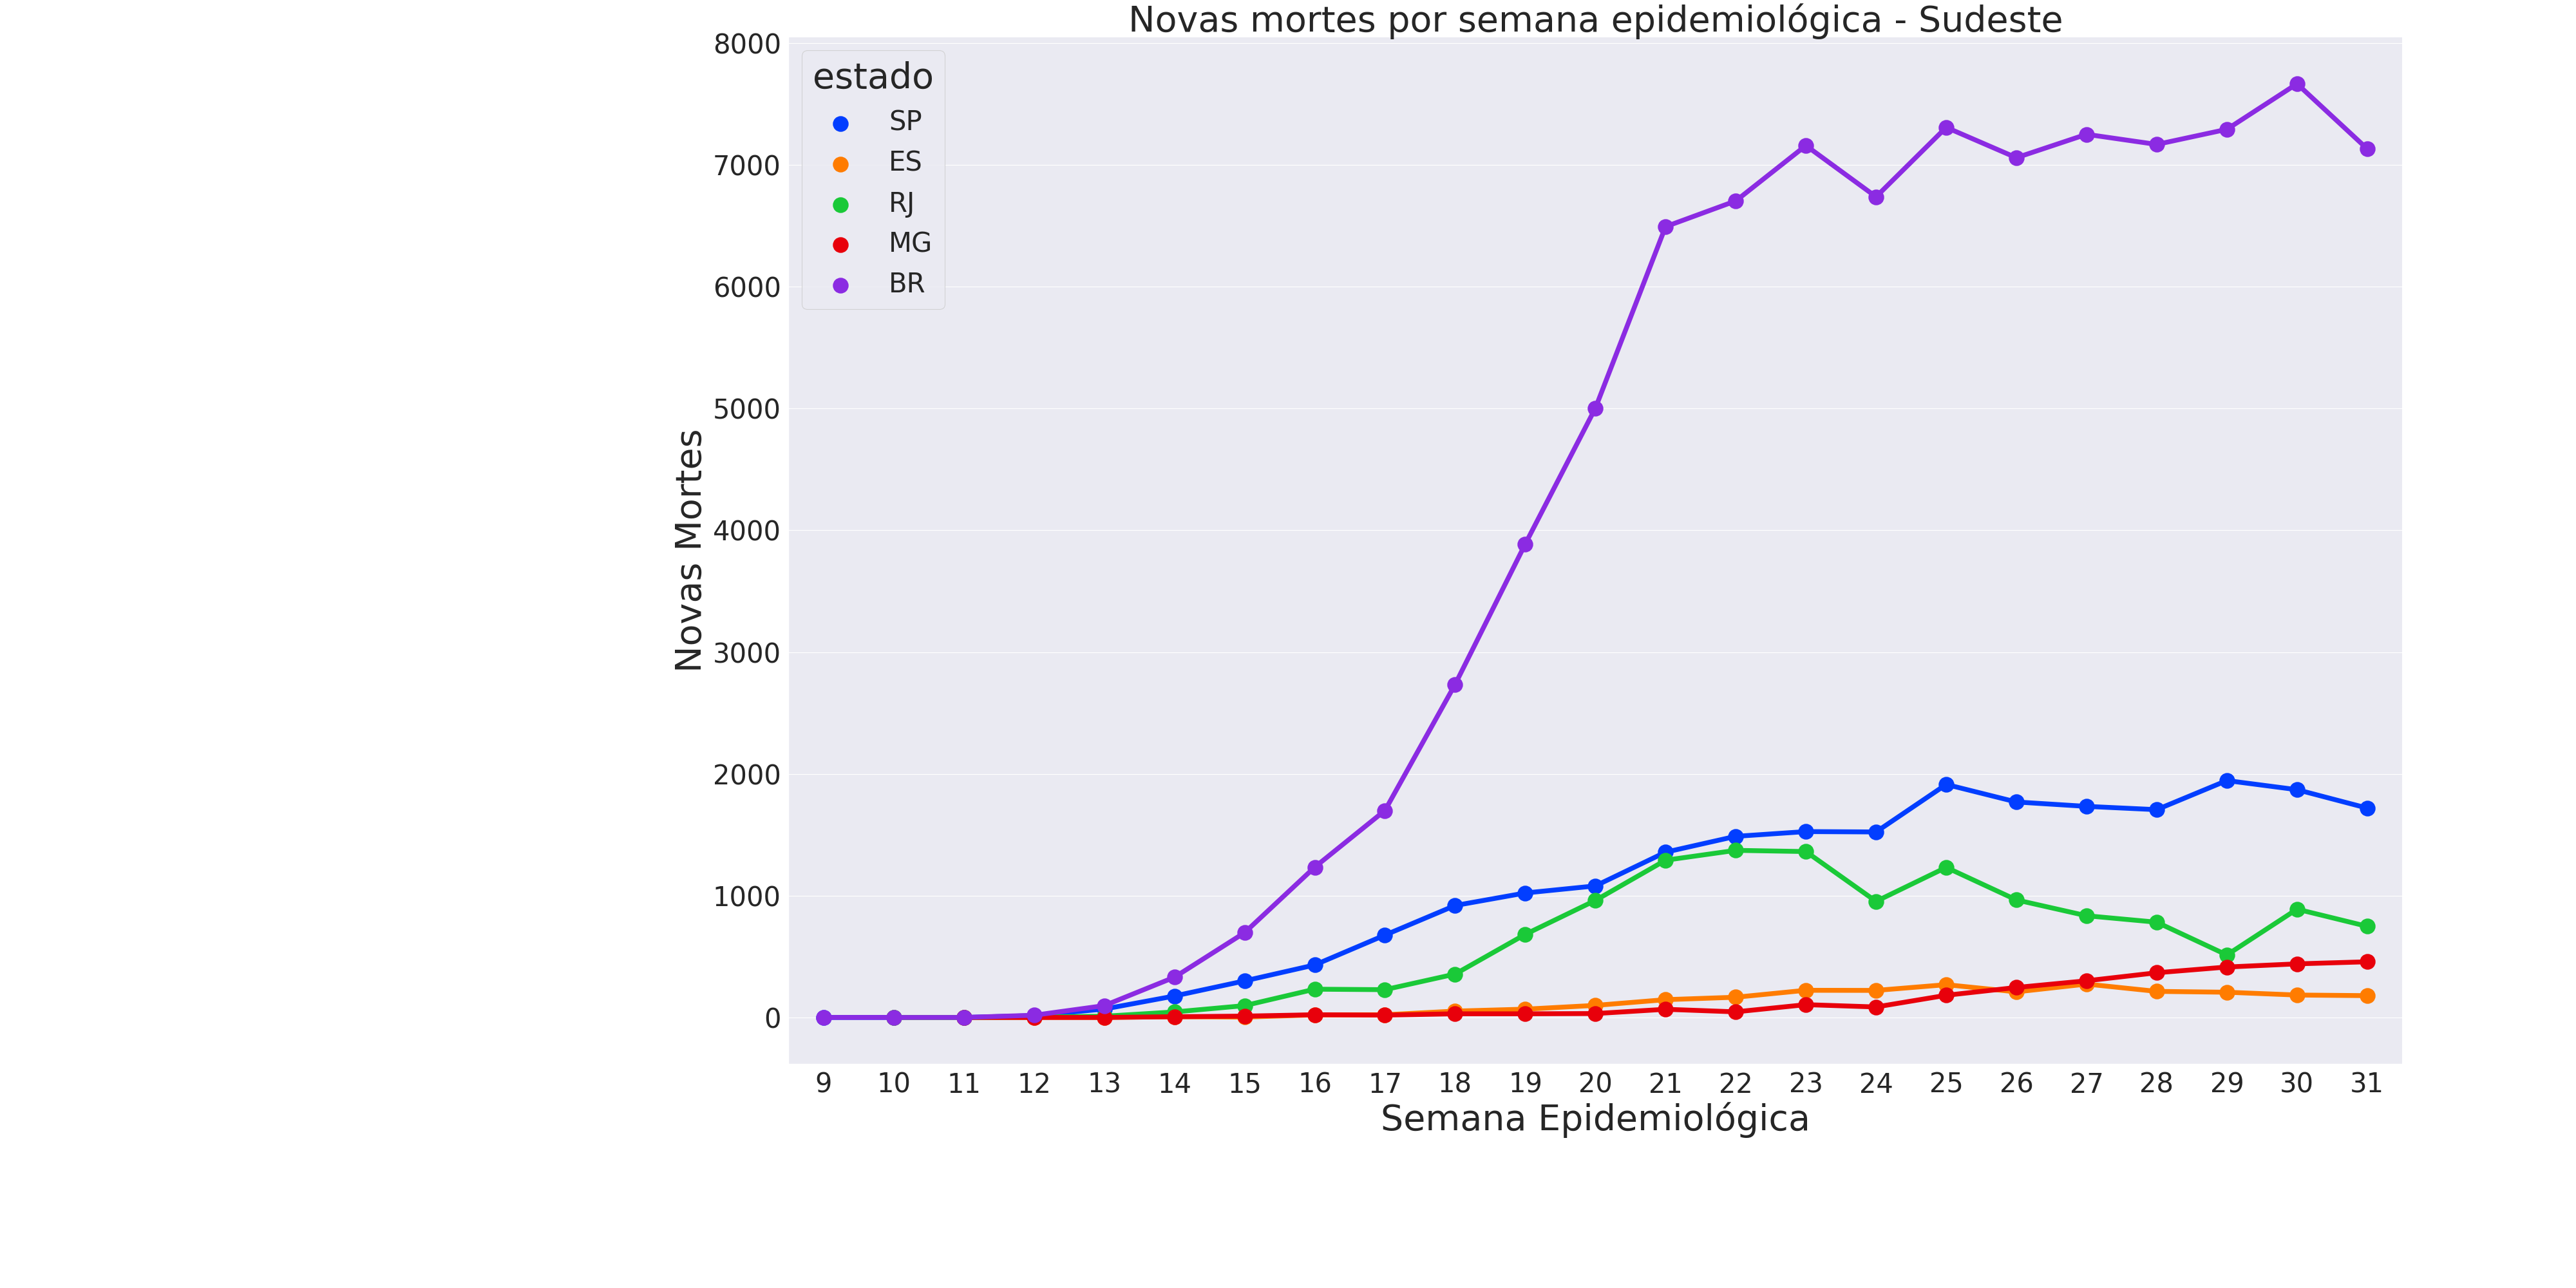 Novas mortes por semana epidemiológica - Sudeste
8000
7000
6000
5000
4000
3000
2000
1000
0
Novas Mortes
estado
SP
ES
RJ
MG
BR
9 10 11 12 13 14 15 16 17 18 19 20 21 22 23 24 25 26 27 28 29 30 31
Semana Epidemiológica